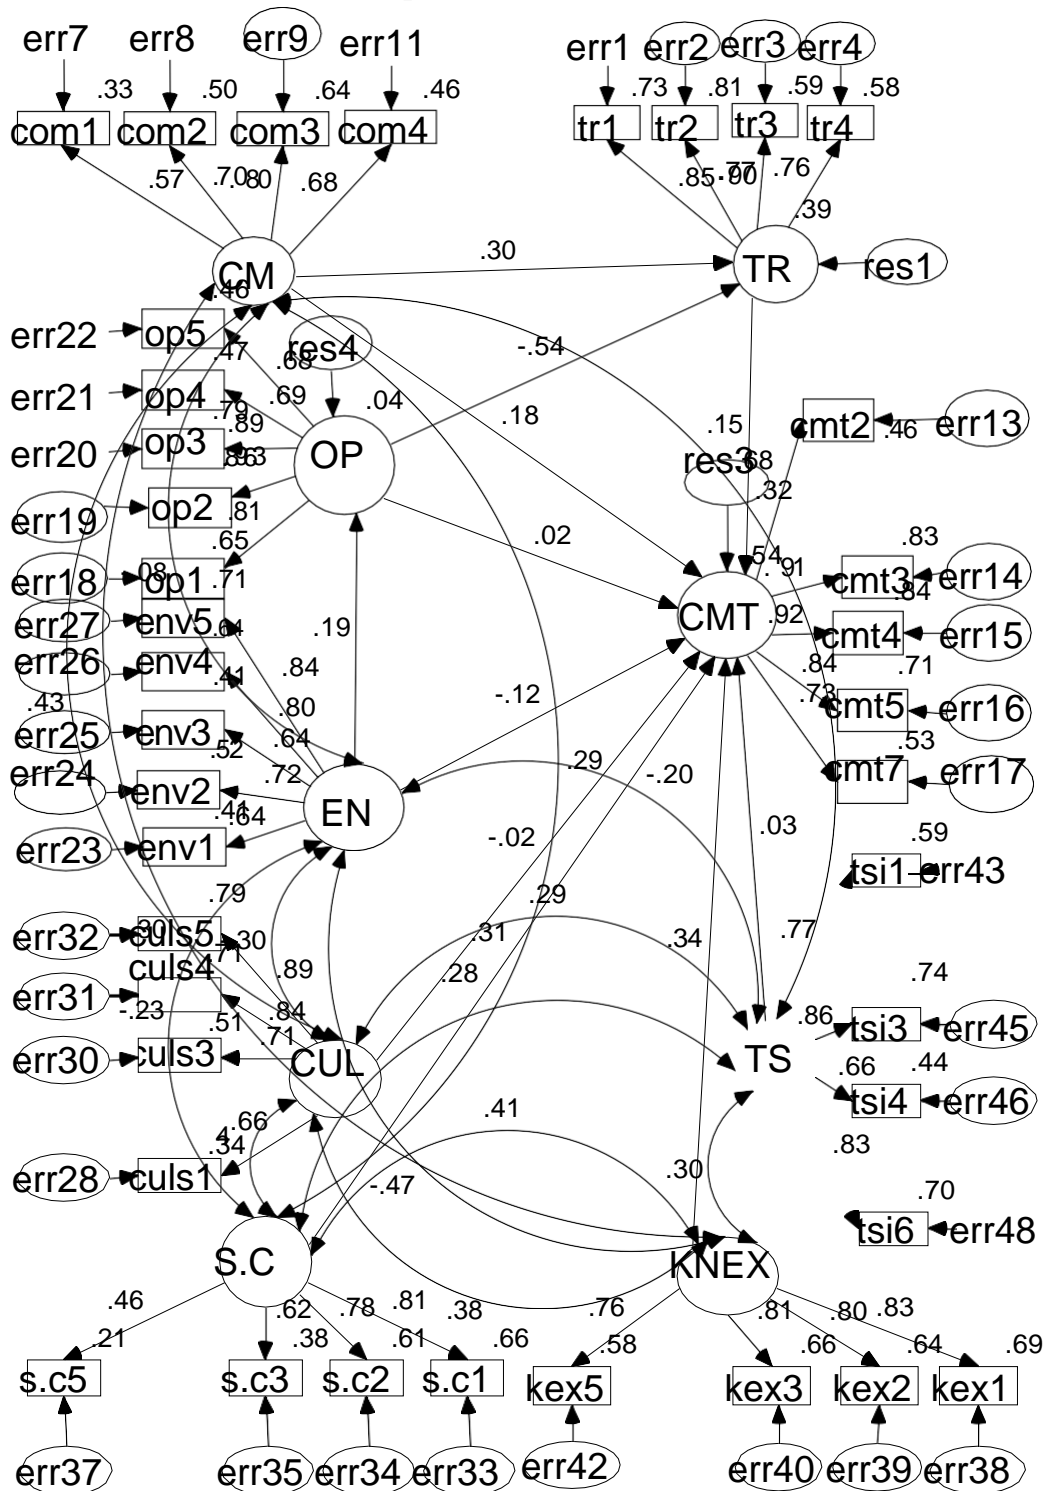 err7 err8 err9 err11 err1 err2 err3 err4
.33 .50 .64 .46 .73 .81 .59 .58
com1 com2 com3 com4 tr1 tr2 tr3 tr4
.57 .70 .80 .68 .85 .90 .77 .76
.39
.30
CM TR res1
.46
err22 op5 res4 -.54
.47 .68
err21 op4 .69 .04 .18
.79 .89 .15 cmt2 .46 err13
err20 op3 OP res3 .68
.86 .93 .32
err19 op2 .81
.65 .02 .83
.54 .91
err18 .08 op1 .71 cmt3 err14
.84
err27 env5 .64 .19 CMT .92 cmt4 err15
err26 env4 .41 .84 .84 .71
.43 .80 -.12 .73 cmt5 err16
err25 env3 .52 .64 .53
err24 env2 .72 .29 -.20 cmt7 err17
.41 .64 EN
err23 env1 -.02 .03 .59
tsi1 err43
.79 .29
err32 .30 culs5 .30 .31 .34 .77
.71
culs4 .89 .28 .74
err31
-.23 .51 .84 .86 tsi3 err45
.71
err30 culs3 CUL TS .66 .44
tsi4 err46
.66 .41 .83
.34
err28 culs1 -.47 .30 .70
tsi6 err48
S.C KNEX
.46 .62 .78 .81 .38 .76 .81 .80 .83
.21 .38 .61 .66 .58 .66 .64 .69
s.c5 s.c3 s.c2 s.c1 kex5 kex3 kex2 kex1
err37 err35 err34 err33 err42 err40 err39 err38